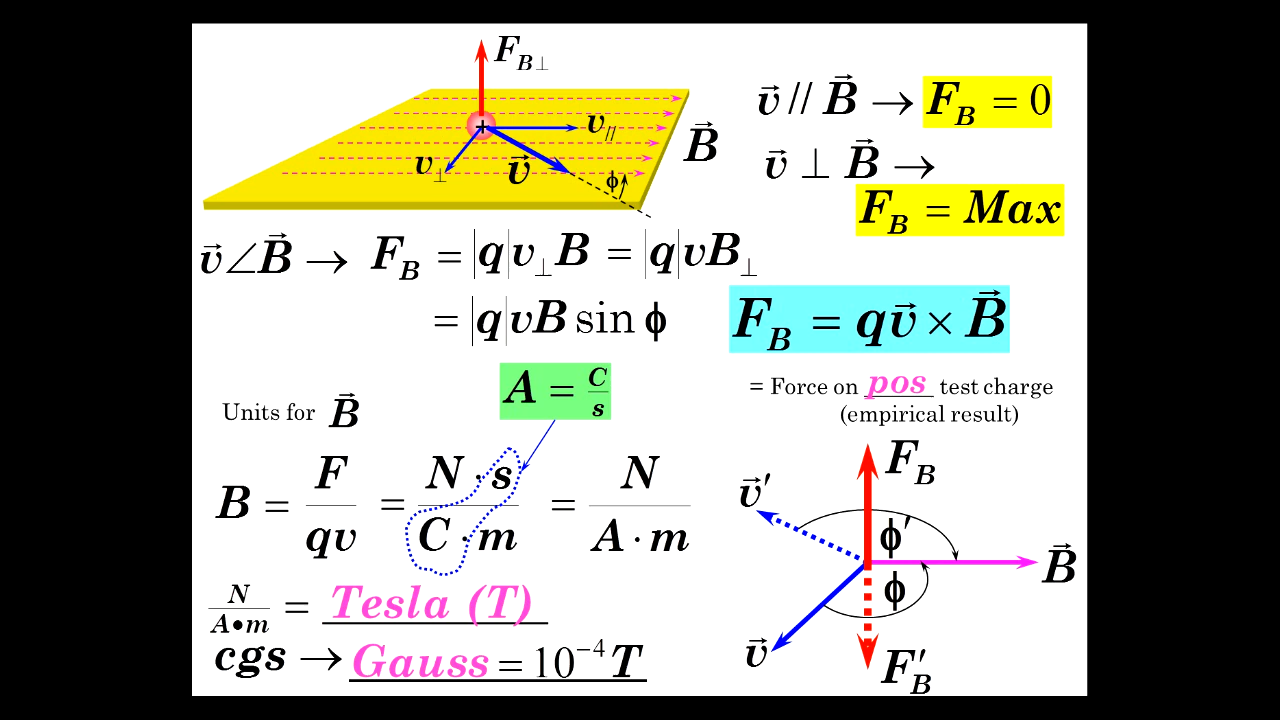 F_B⊥
v_//
v_⊥
v⃗
ϕ
B⃗
v⃗ // B⃗ → F_B = 0
v⃗ ⊥ B⃗ →
F_B = Max
v⃗∠B⃗ → F_B = |q|v_⊥B = |q|vB_⊥
= |q|vB sin ϕ
F_B = qv⃗ × B⃗
= Force on pos test charge
(empirical result)
A = C/s
Units for B⃗
B = F/qv = N · s/C · m = N/A · m
N/A•m = Tesla (T)
cgs → Gauss = 10⁻⁴ T
F_B
v⃗′
ϕ′
B⃗
ϕ
v⃗
F′_B